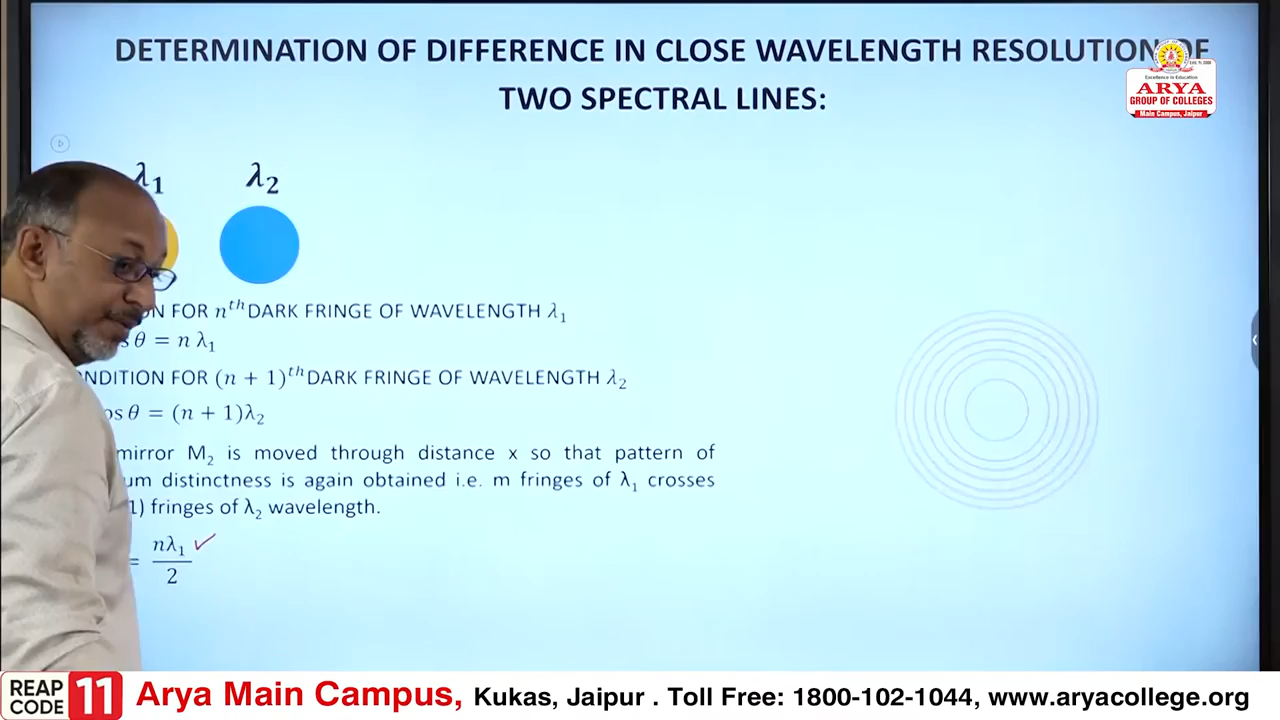 DETERMINATION OF DIFFERENCE IN CLOSE WAVELENGTH RESOLUTION OF
TWO SPECTRAL LINES:
Excellence in Education
ARYA
GROUP OF COLLEGES
Main Campus, Jaipur
λ₁ λ₂
FOR nᵗʰ DARK FRINGE OF WAVELENGTH λ₁
θ = n λ₁
FOR (n + 1)ᵗʰ DARK FRINGE OF WAVELENGTH λ₂
θ = (n + 1)λ₂
mirror M₂ is moved through distance x so that pattern of
distinctness is again obtained i.e. m fringes of λ₁ crosses
1) fringes of λ₂ wavelength.
= nλ₁
2
REAP CODE 11 Arya Main Campus, Kukas, Jaipur . Toll Free: 1800-102-1044, www.aryacollege.org